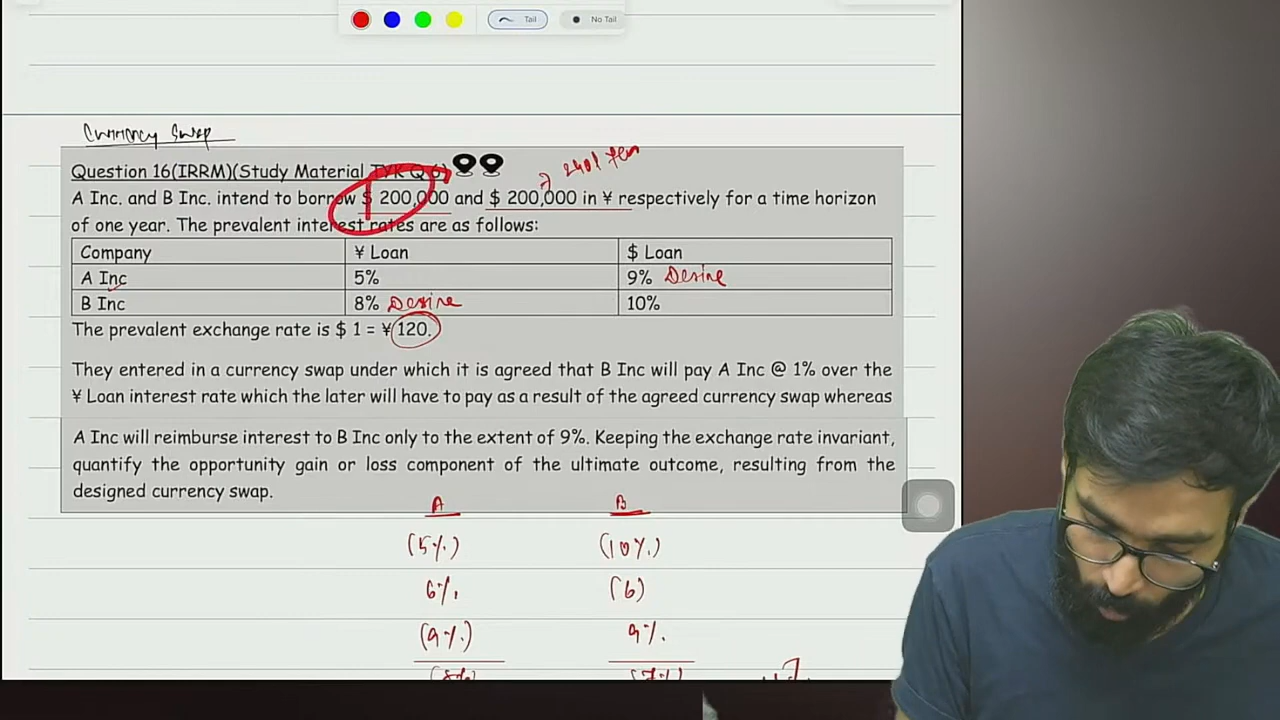 Tail
No Tail
Currency Swap
Question 16(IRRM)(Study Material TYK Q 6)
A Inc. and B Inc. intend to borrow $ 200,000 and $ 200,000 in ¥ respectively for a time horizon
of one year. The prevalent interest rates are as follows:
Company ¥ Loan $ Loan
A Inc 5% 9% Desire
B Inc 8% Desire 10%
The prevalent exchange rate is $ 1 = ¥ 120.
They entered in a currency swap under which it is agreed that B Inc will pay A Inc @ 1% over the
¥ Loan interest rate which the later will have to pay as a result of the agreed currency swap whereas
A Inc will reimburse interest to B Inc only to the extent of 9%. Keeping the exchange rate invariant,
quantify the opportunity gain or loss component of the ultimate outcome, resulting from the
designed currency swap.
A B
(5%) (10%)
6% (6)
(9%) 9%